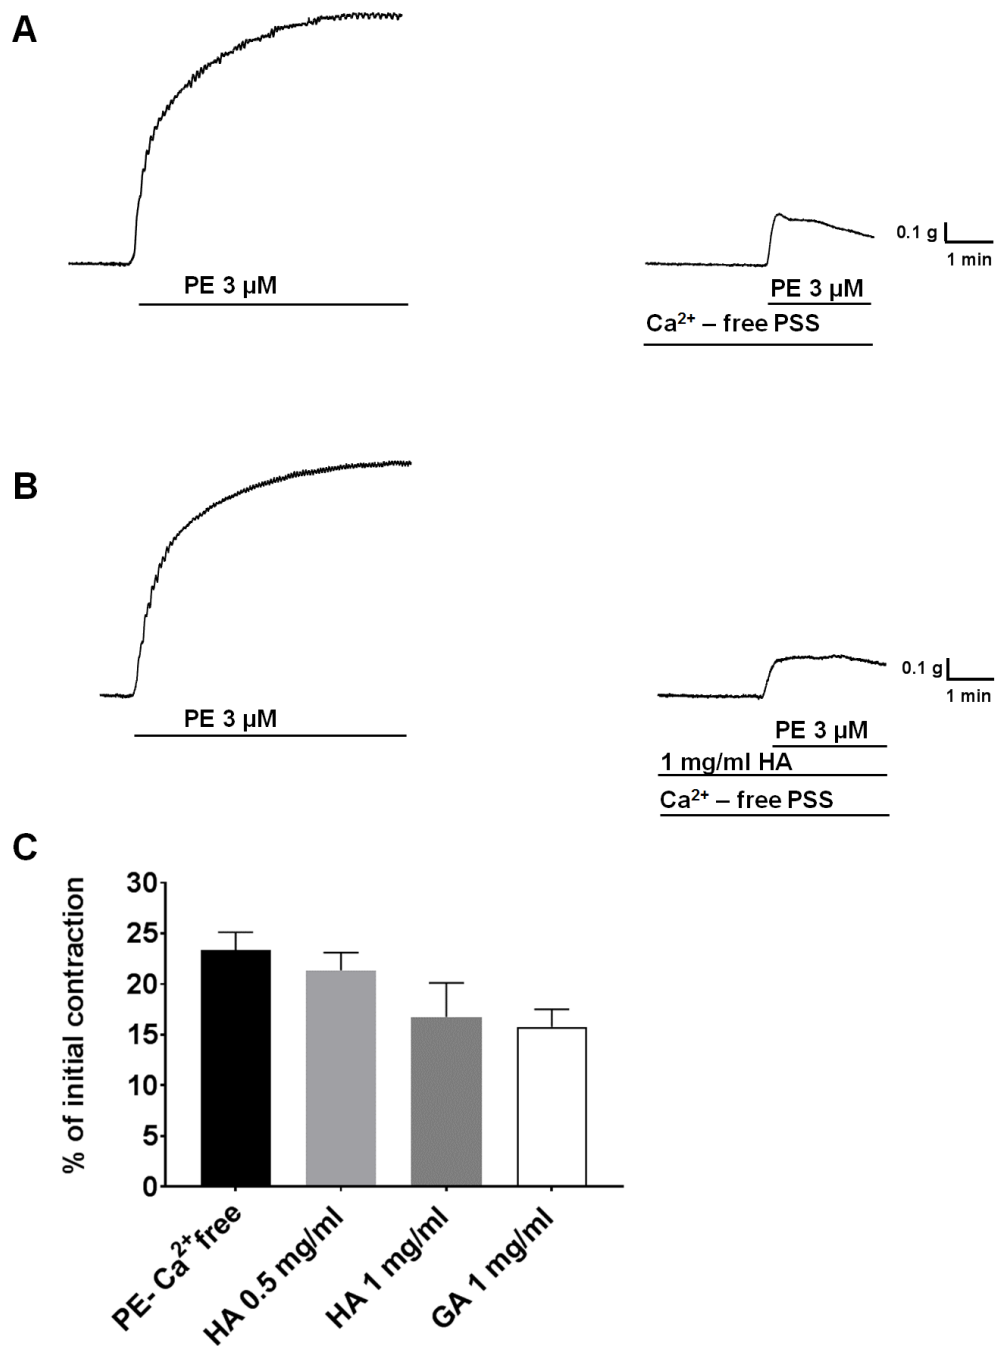 A
PE 3 µM
PE 3 µM
Ca²⁺ – free PSS
0.1 g
1 min
B
PE 3 µM
PE 3 µM
1 mg/ml HA
Ca²⁺ – free PSS
0.1 g
1 min
C
% of initial contraction
30
25
20
15
10
5
0
PE- Ca²⁺free
HA 0.5 mg/ml
HA 1 mg/ml
GA 1 mg/ml